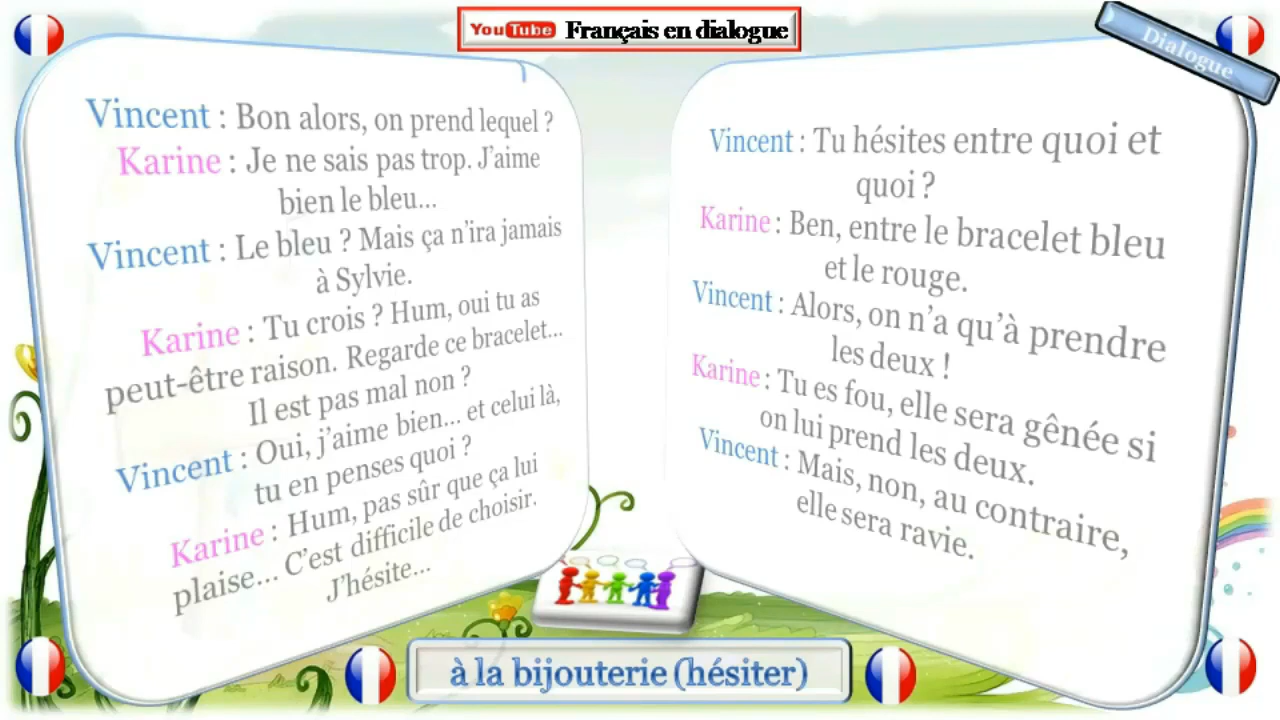 YouTube Français en dialogue
Dialogue
Vincent : Bon alors, on prend lequel ?
Karine : Je ne sais pas trop. J'aime
bien le bleu...
Vincent : Le bleu ? Mais ça n'ira jamais
à Sylvie.
Karine : Tu crois ? Hum, oui tu as
peut-être raison. Regarde ce bracelet...
Il est pas mal non ?
Vincent : Oui, j'aime bien... et celui là,
tu en penses quoi ?
Karine : Hum, pas sûr que ça lui
plaise... C'est difficile de choisir.
J'hésite...
Vincent : Tu hésites entre quoi et
quoi ?
Karine : Ben, entre le bracelet bleu
et le rouge.
Vincent : Alors, on n'a qu'à prendre
les deux !
Karine : Tu es fou, elle sera gênée si
on lui prend les deux.
Vincent : Mais, non, au contraire,
elle sera ravie.
à la bijouterie (hésiter)